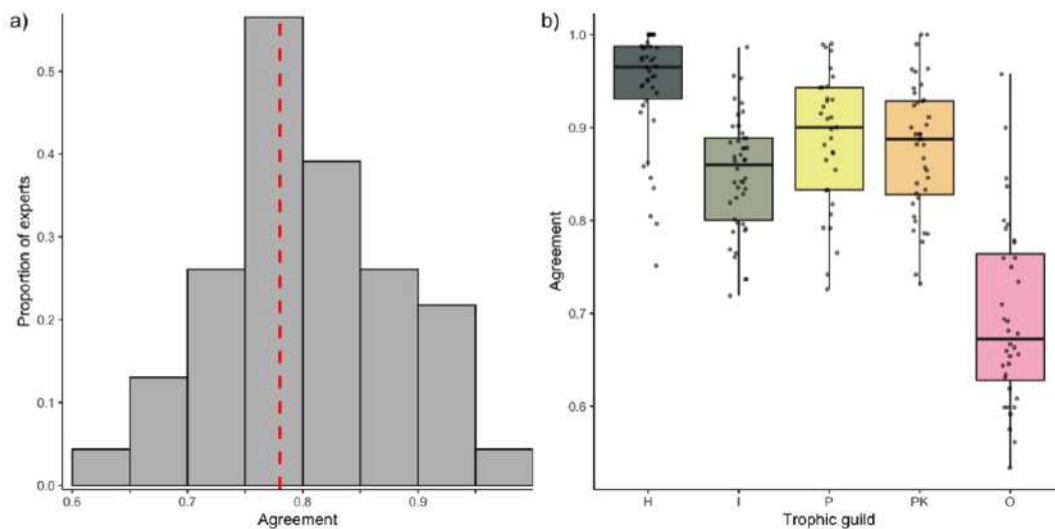 a)
Proportion of experts
0.5
0.4
0.3
0.2
0.1
0.0
0.6
0.7
0.8
0.9
Agreement
b)
Agreement
1.0
0.9
0.8
0.7
0.6
H
I
P
PK
O
Trophic guild